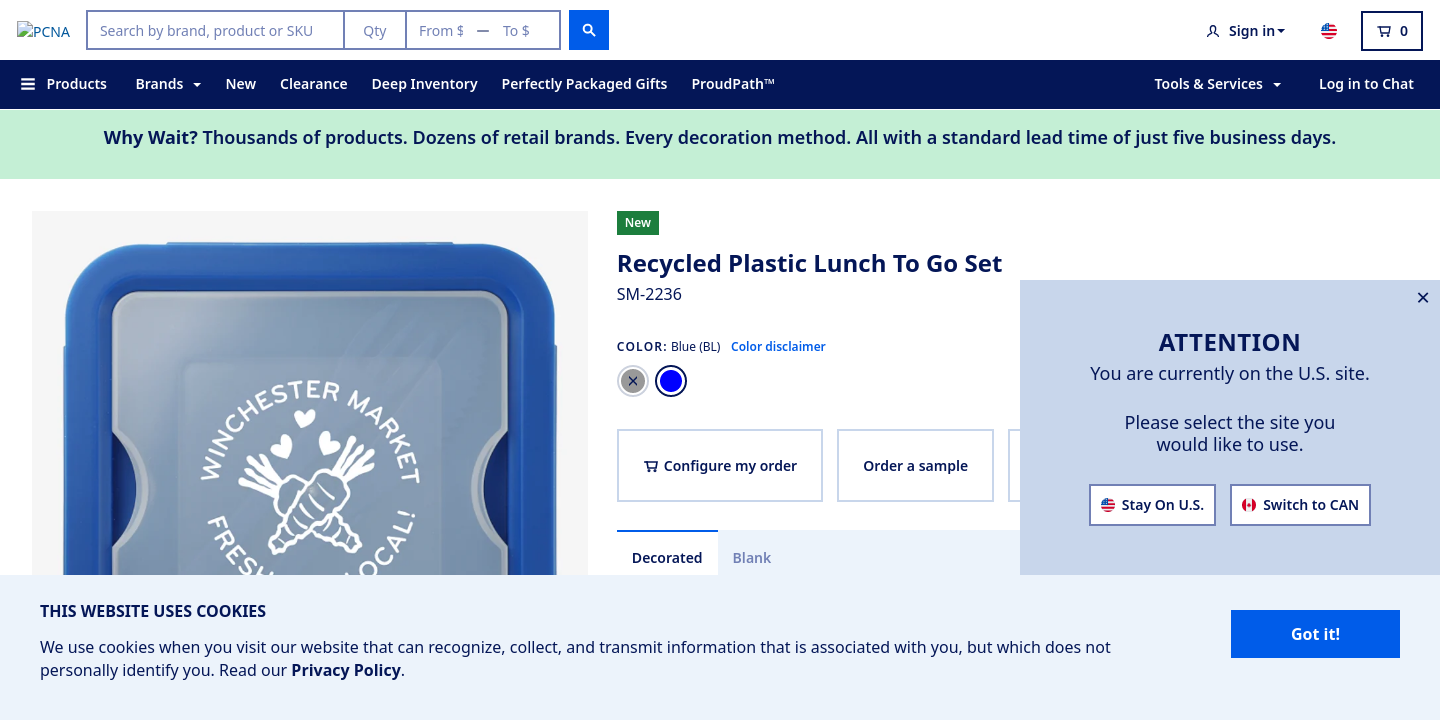 PCNA
Search by brand, product or SKU
Qty
From $ — To $
Sign in
0
Products
Brands
New
Clearance
Deep Inventory
Perfectly Packaged Gifts
ProudPath™
Tools & Services
Log in to Chat
Why Wait? Thousands of products. Dozens of retail brands. Every decoration method. All with a standard lead time of just five business days.
WINCHESTER MARKET
FRESH LOCAL!
New
Recycled Plastic Lunch To Go Set
SM-2236
COLOR: Blue (BL) Color disclaimer
Configure my order
Order a sample
Decorated
Blank
ATTENTION
You are currently on the U.S. site.
Please select the site you
would like to use.
Stay On U.S.
Switch to CAN
THIS WEBSITE USES COOKIES
We use cookies when you visit our website that can recognize, collect, and transmit information that is associated with you, but which does not
personally identify you. Read our Privacy Policy.
Got it!